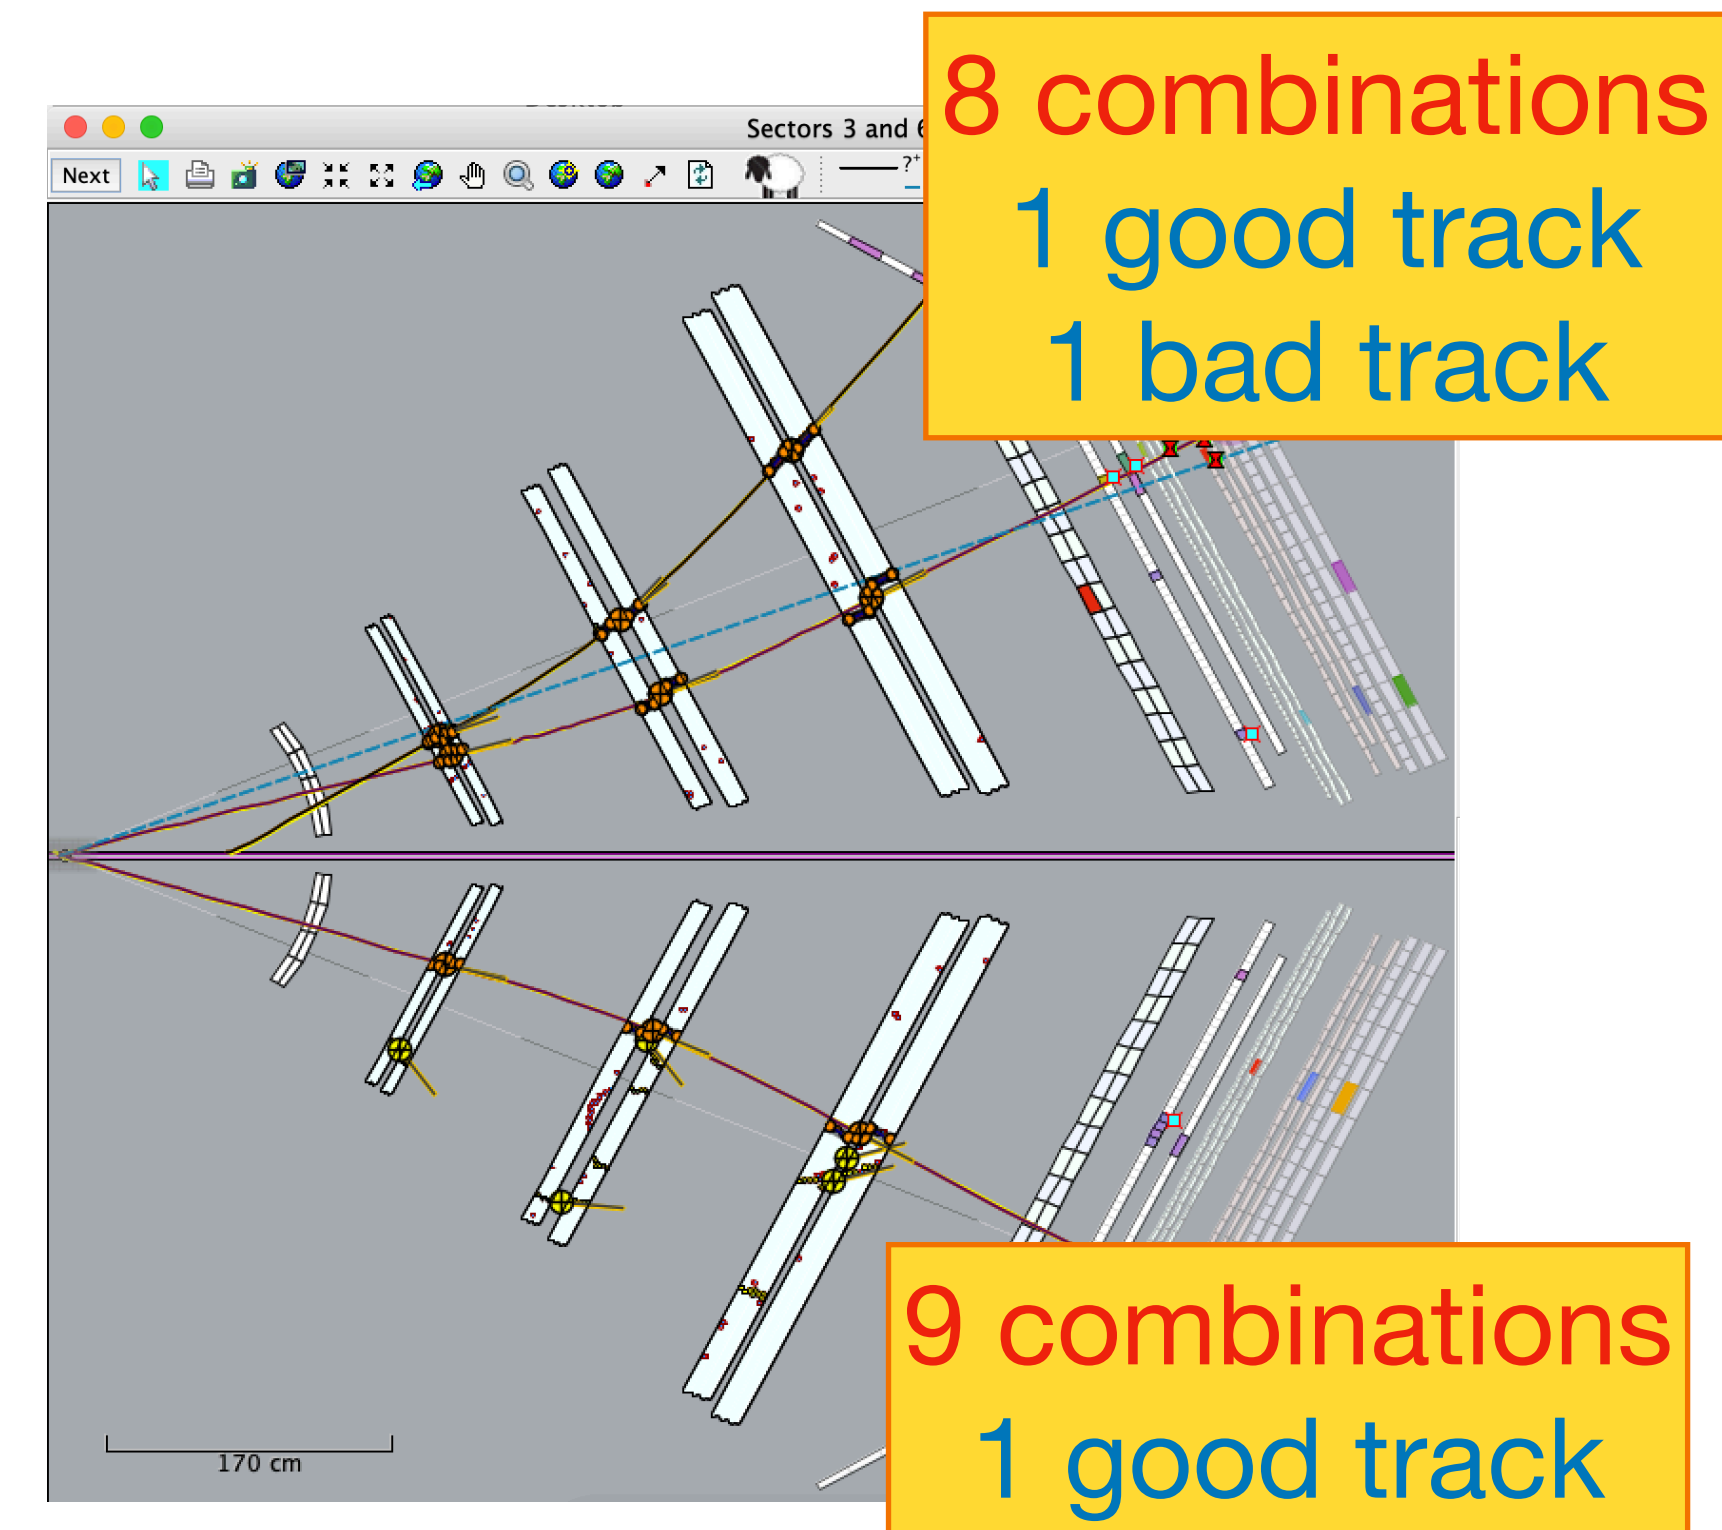 8 combinations
1 good track
1 bad track
Sectors 3 and 6
Next
?+
170 cm
9 combinations
1 good track